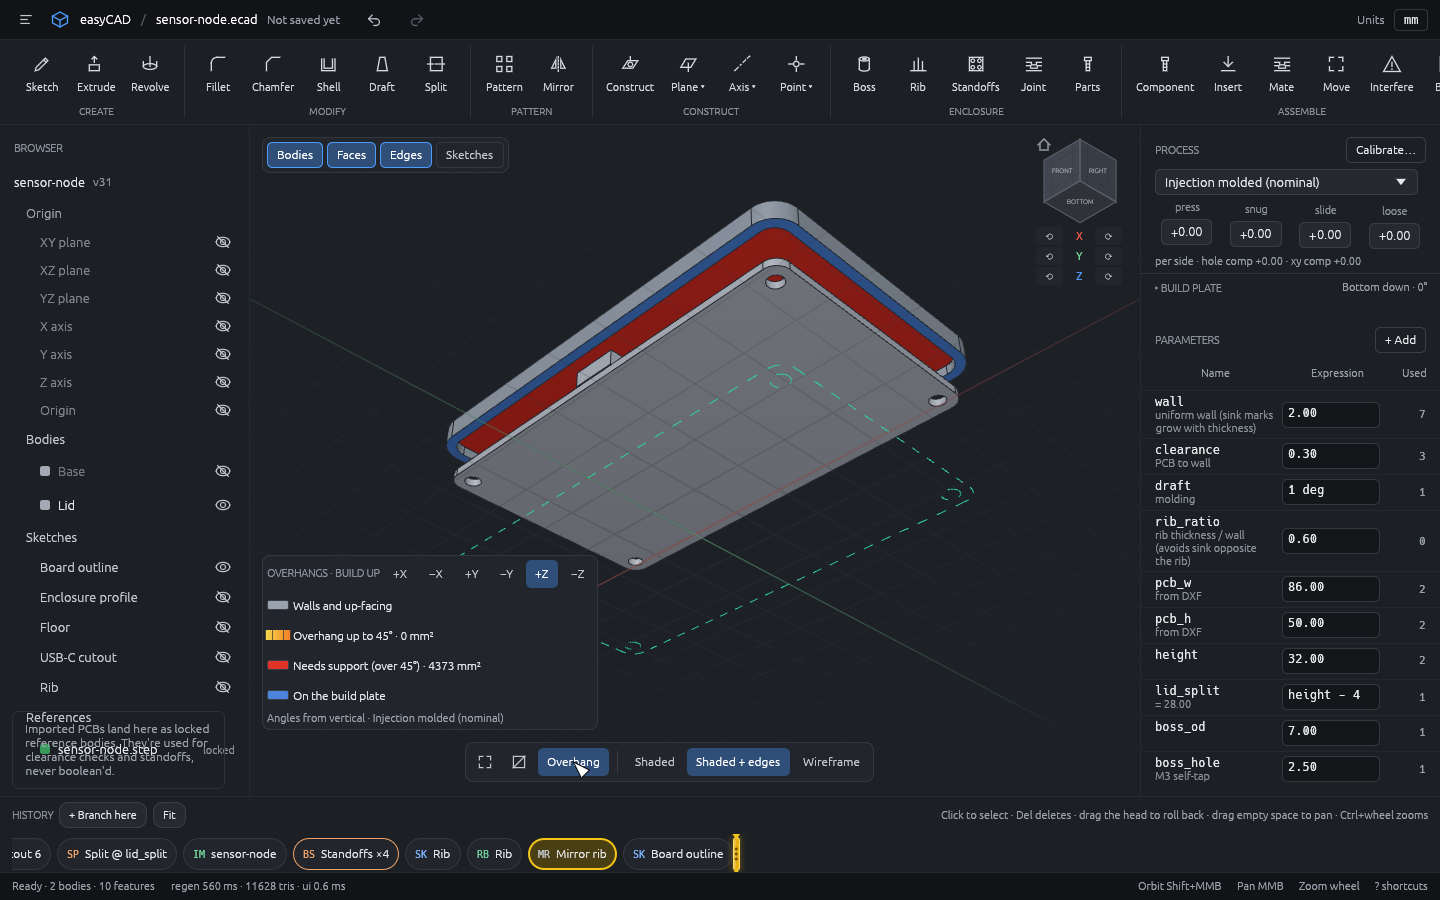 easyCAD / sensor-node.ecad Not saved yet
Units mm
Sketch Extrude Revolve Fillet Chamfer Shell Draft Split Pattern Mirror Construct Plane Axis Point Boss Rib Standoffs Joint Parts Component Insert Mate Move Interfere
CREATE MODIFY PATTERN CONSTRUCT ENCLOSURE ASSEMBLE
BROWSER
sensor-node v31
Origin
XY plane
XZ plane
YZ plane
X axis
Y axis
Z axis
Origin
Bodies
Base
Lid
Sketches
Board outline
Enclosure profile
Floor
USB-C cutout
Rib
References
sensor-node.step locked
Imported PCBs land here as locked
reference bodies. They're used for
clearance checks and standoffs,
never boolean'd.
Bodies Faces Edges Sketches
FRONT RIGHT
BOTTOM
X
Y
Z
OVERHANGS · BUILD UP +X −X +Y −Y +Z −Z
Walls and up-facing
Overhang up to 45° · 0 mm²
Needs support (over 45°) · 4373 mm²
On the build plate
Angles from vertical · Injection molded (nominal)
Overhang Shaded Shaded + edges Wireframe
PROCESS Calibrate...
Injection molded (nominal)
press snug slide loose
+0.00 +0.00 +0.00 +0.00
per side · hole comp +0.00 · xy comp +0.00
BUILD PLATE Bottom down · 0°
PARAMETERS + Add
Name Expression Used
wall 2.00 7
uniform wall (sink marks
grow with thickness)
clearance 0.30 3
PCB to wall
draft 1 deg 1
molding
rib_ratio 0.60 0
rib thickness / wall
(avoids sink opposite
the rib)
pcb_w 86.00 2
from DXF
pcb_h 50.00 2
from DXF
height 32.00 2
lid_split height - 4 1
= 28.00
boss_od 7.00 1
boss_hole 2.50 1
M3 self-tap
HISTORY + Branch here Fit
Click to select · Del deletes · drag the head to roll back · drag empty space to pan · Ctrl+wheel zooms
out 6 SP Split @ lid_split IM sensor-node BS Standoffs ×4 SK Rib RB Rib MR Mirror rib SK Board outline
Ready · 2 bodies · 10 features regen 560 ms · 11628 tris · ui 0.6 ms
Orbit Shift+MMB Pan MMB Zoom wheel ? shortcuts